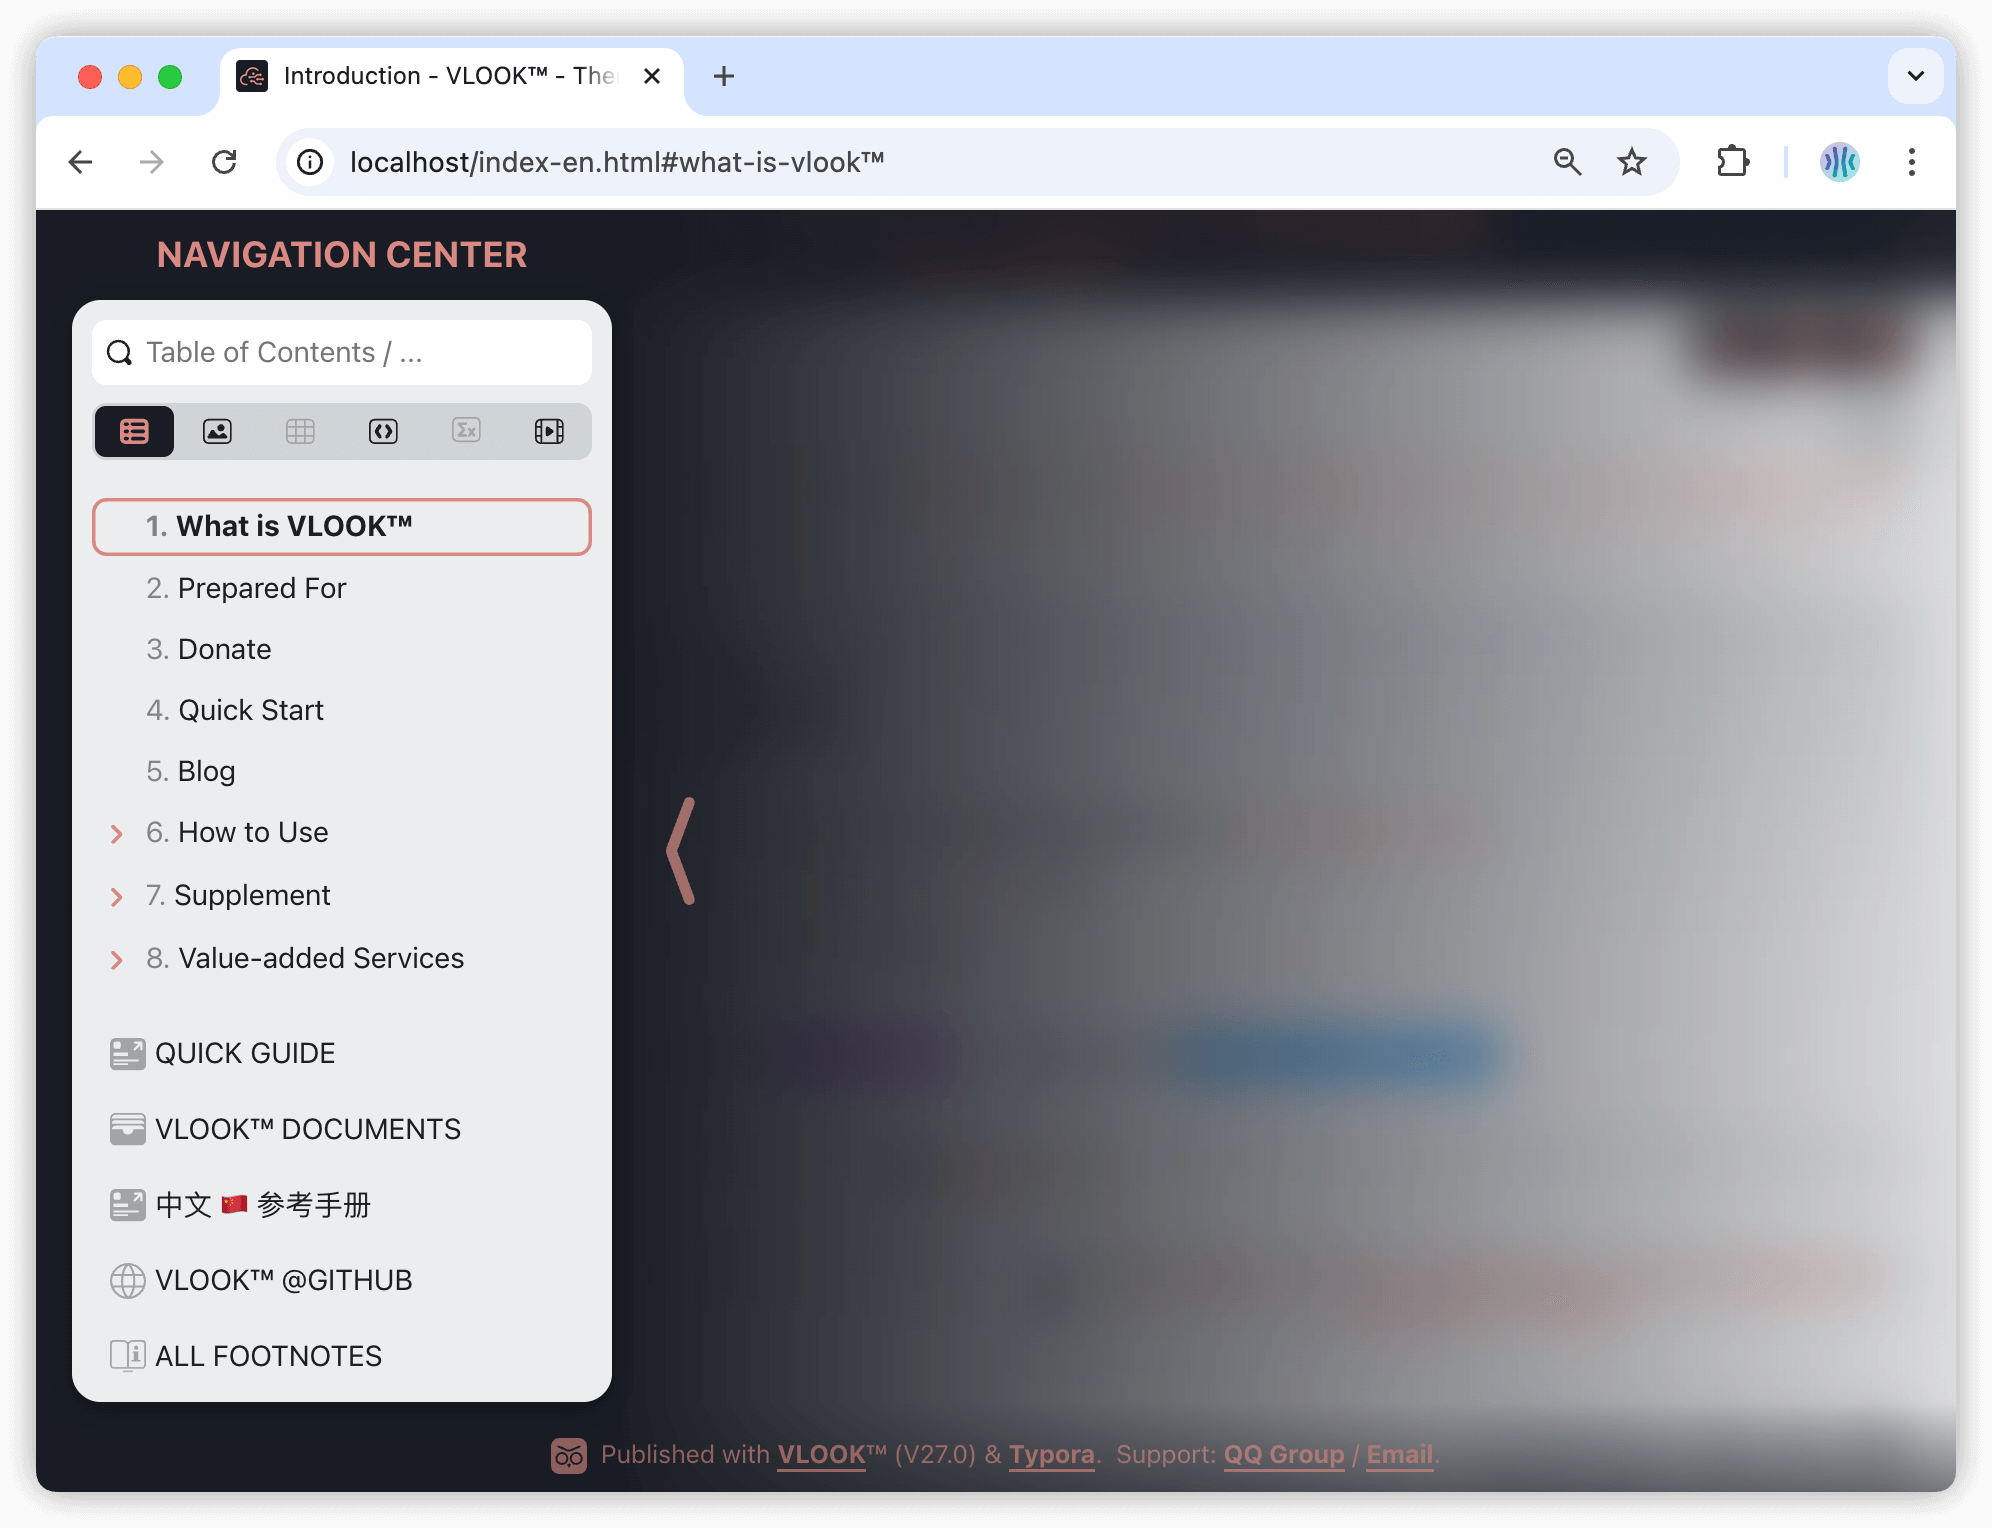 Introduction - VLOOK™ - The
localhost/index-en.html#what-is-vlook™
NAVIGATION CENTER
Table of Contents / ...
1. What is VLOOK™
2. Prepared For
3. Donate
4. Quick Start
5. Blog
6. How to Use
7. Supplement
8. Value-added Services
QUICK GUIDE
VLOOK™ DOCUMENTS
中文 🇨🇳 参考手册
VLOOK™ @GITHUB
ALL FOOTNOTES
Published with VLOOK™ (V27.0) & Typora. Support: QQ Group / Email.